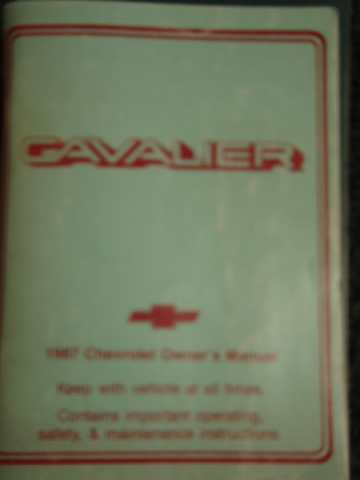 CAVALIER
1987 Chevrolet Owner's Manual
Keep with vehicle at all times.
Contains important operating,
safety, & maintenance instructions.